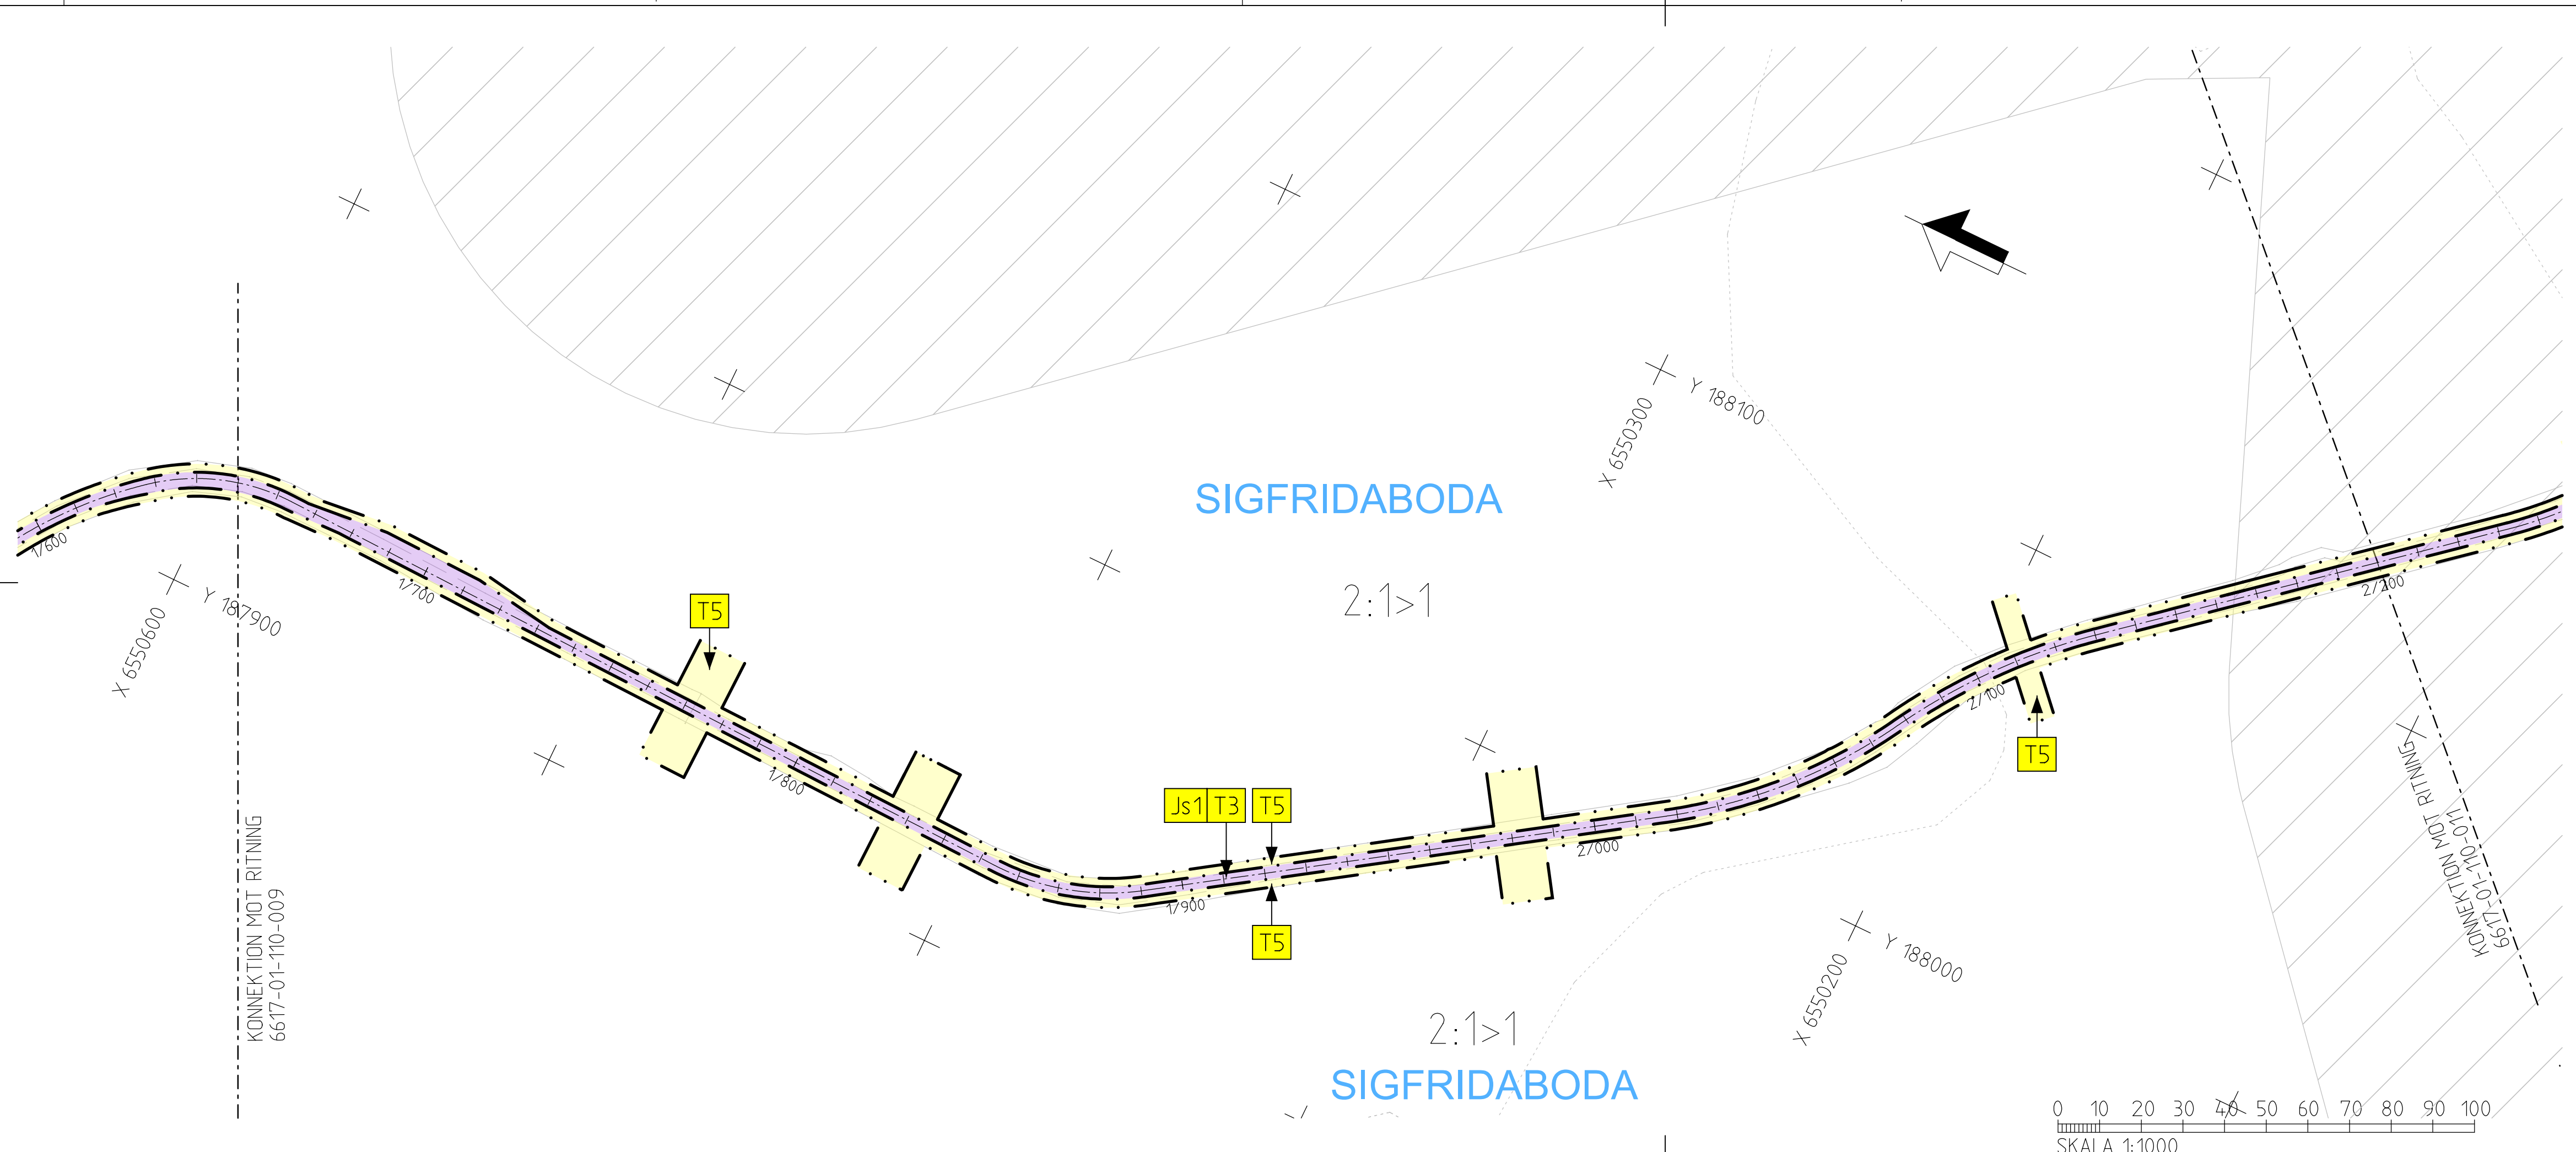 X 6550300
Y 188100
SIGFRIDABODA
1/600
2:1>1
2/200
1/700
T5
X 6550600
Y 187900
2/100
T5
1/800
Js1 T3 T5
2/000
KONNEKTION MOT RITNING
6617-01-110-009
KONNEKTION MOT RITNING
6617-01-110-011
1/900
T5
X 6550200
Y 188000
2:1>1
SIGFRIDABODA
0 10 20 30 40 50 60 70 80 90 100
SKALA 1:1000